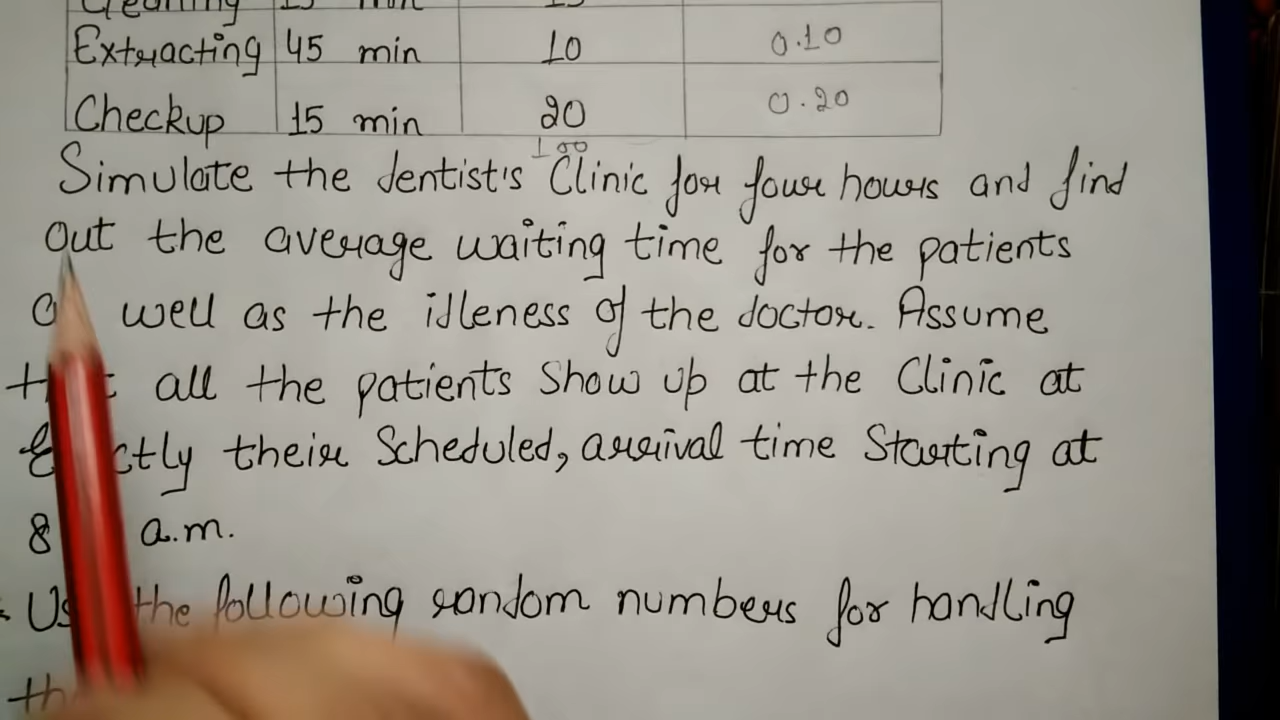 Extracting 45 min 10 0.10
Checkup 15 min 20 0.20
100
Simulate the dentist's Clinic for four hours and find
out the average waiting time for the patients
well as the idleness of the doctor. Assume
all the patients Show up at the Clinic at
their Scheduled, arrival time Starting at
8 a.m.
the following random numbers for handling